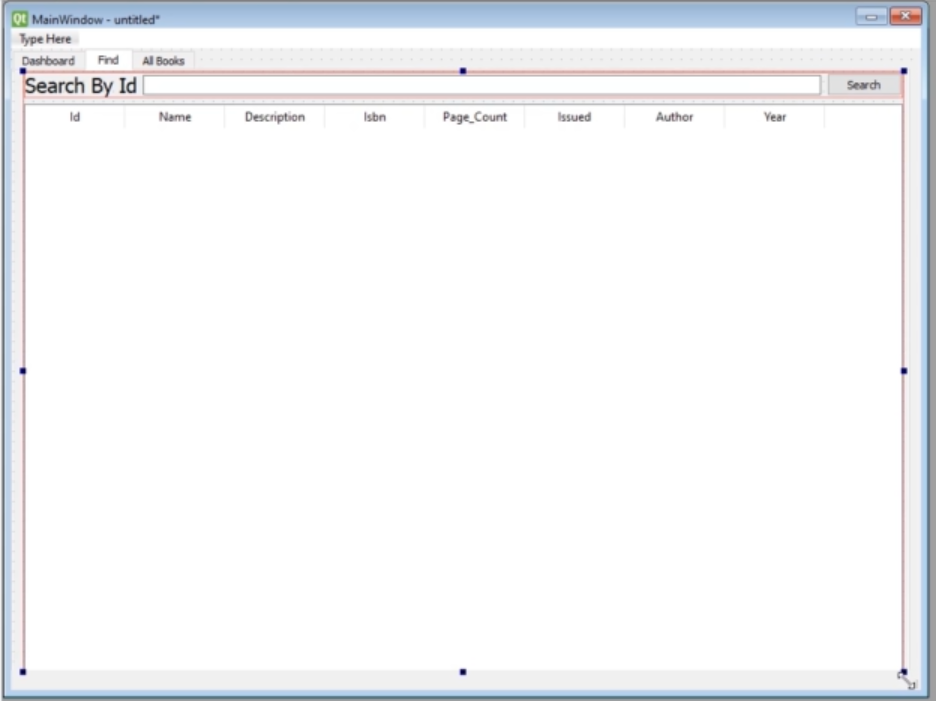 Qt MainWindow - untitled*
Type Here
Dashboard Find All Books
Search By Id Search
Id Name Description Isbn Page_Count Issued Author Year